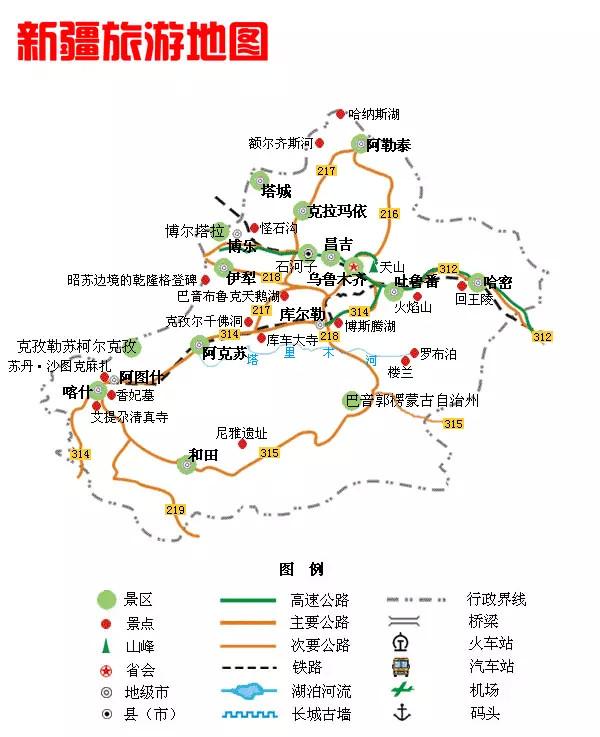 新疆旅游地图
哈纳斯湖
额尔齐斯河
阿勒泰
217
塔城
克拉玛依
216
博尔塔拉
怪石沟
博乐
昌吉
石河子
天山
312
伊犁
218
乌鲁木齐
吐鲁番
哈密
昭苏边境的乾隆格登碑
巴音布鲁克天鹅湖
火焰山
回王陵
217
库尔勒
314
克孜尔千佛洞
314
博斯腾湖
312
218
库车大寺
克孜勒苏柯尔克孜
阿克苏
塔里木河
罗布泊
苏丹·沙图克麻扎
楼兰
阿图什
喀什
香妃墓
巴音郭楞蒙古自治州
艾提尕清真寺
315
尼雅遗址
314
和田
315
219
图 例
景区
高速公路
行政界线
景点
主要公路
桥梁
山峰
次要公路
火车站
省会
铁路
汽车站
地级市
湖泊河流
机场
县（市）
长城古墙
码头